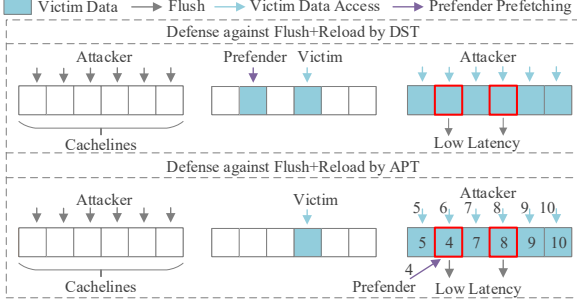 Victim Data Flush Victim Data Access Prefender Prefetching
Defense against Flush+Reload by DST
Attacker Prefender Victim Attacker
Cachelines Low Latency
Defense against Flush+Reload by APT
Attacker Victim Attacker
5 6 7 8 9 10
5 4 7 8 9 10
4
Cachelines Prefender Low Latency